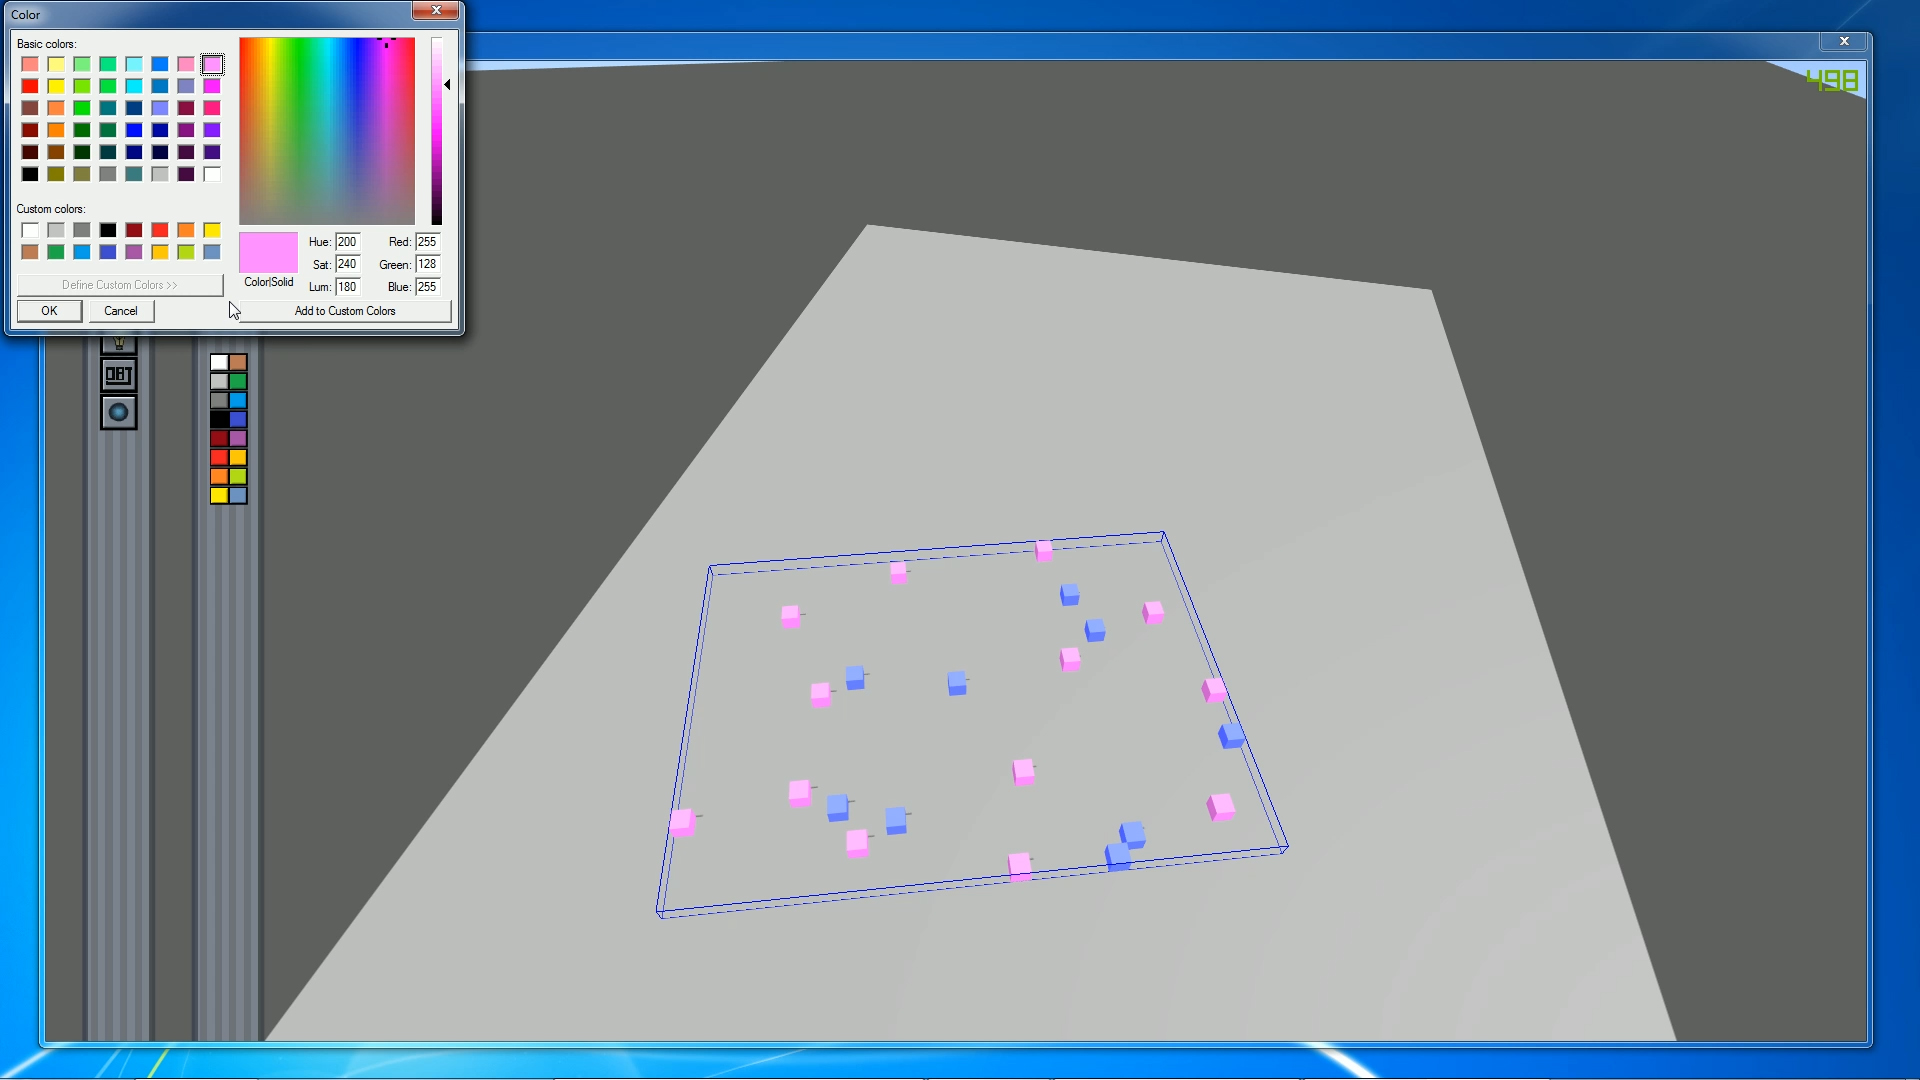 Color
Basic colors:
Custom colors:
Define Custom Colors >>
OK
Cancel
Hue: 200
Red: 255
Sat: 240
Green: 128
Color|Solid
Lum: 180
Blue: 255
Add to Custom Colors
498
OBJ